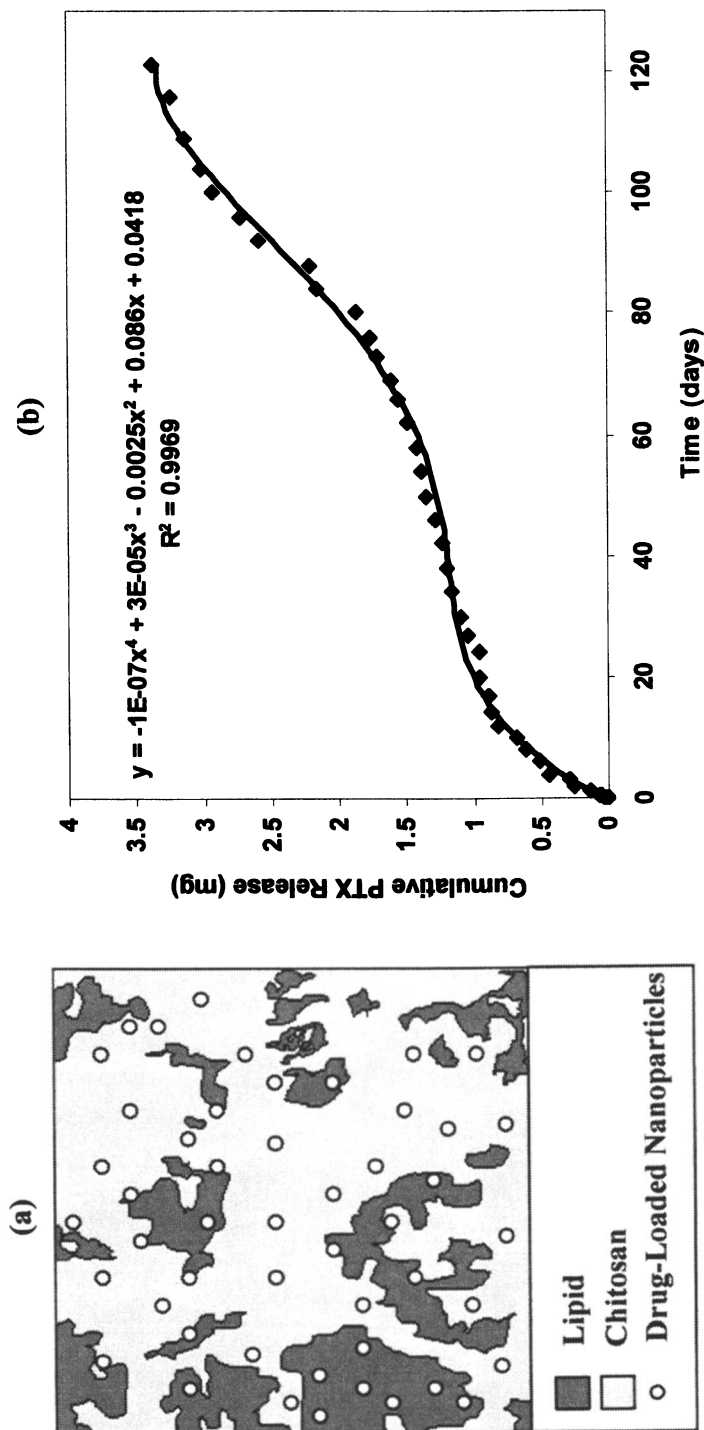 (a)
Lipid
Chitosan
Drug-Loaded Nanoparticles
(b)
y = -1E-07x⁴ + 3E-05x³ - 0.0025x² + 0.086x + 0.0418
R² = 0.9969
Cumulative PTX Release (mg)
4
3.5
3
2.5
2
1.5
1
0.5
0
0 20 40 60 80 100 120
Time (days)